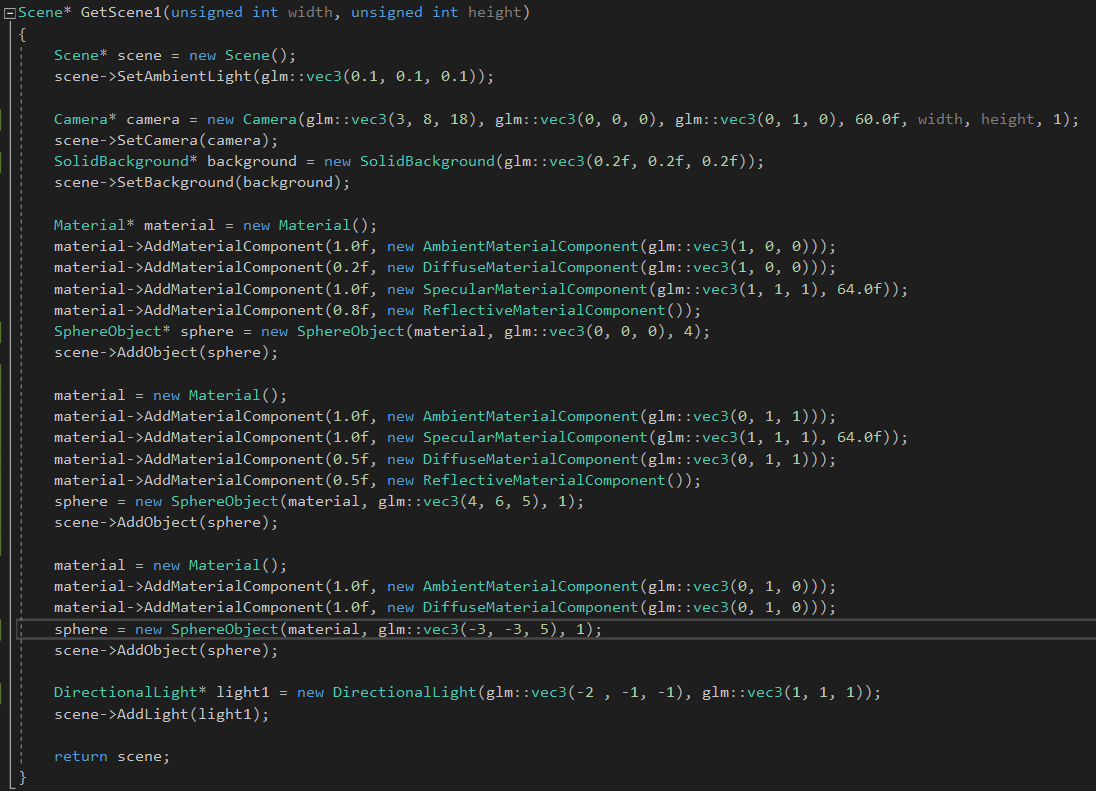 Scene* GetScene1(unsigned int width, unsigned int height)
{
    Scene* scene = new Scene();
    scene->SetAmbientLight(glm::vec3(0.1, 0.1, 0.1));

    Camera* camera = new Camera(glm::vec3(3, 8, 18), glm::vec3(0, 0, 0), glm::vec3(0, 1, 0), 60.0f, width, height, 1);
    scene->SetCamera(camera);
    SolidBackground* background = new SolidBackground(glm::vec3(0.2f, 0.2f, 0.2f));
    scene->SetBackground(background);

    Material* material = new Material();
    material->AddMaterialComponent(1.0f, new AmbientMaterialComponent(glm::vec3(1, 0, 0)));
    material->AddMaterialComponent(0.2f, new DiffuseMaterialComponent(glm::vec3(1, 0, 0)));
    material->AddMaterialComponent(1.0f, new SpecularMaterialComponent(glm::vec3(1, 1, 1), 64.0f));
    material->AddMaterialComponent(0.8f, new ReflectiveMaterialComponent());
    SphereObject* sphere = new SphereObject(material, glm::vec3(0, 0, 0), 4);
    scene->AddObject(sphere);

    material = new Material();
    material->AddMaterialComponent(1.0f, new AmbientMaterialComponent(glm::vec3(0, 1, 1)));
    material->AddMaterialComponent(1.0f, new SpecularMaterialComponent(glm::vec3(1, 1, 1), 64.0f));
    material->AddMaterialComponent(0.5f, new DiffuseMaterialComponent(glm::vec3(0, 1, 1)));
    material->AddMaterialComponent(0.5f, new ReflectiveMaterialComponent());
    sphere = new SphereObject(material, glm::vec3(4, 6, 5), 1);
    scene->AddObject(sphere);

    material = new Material();
    material->AddMaterialComponent(1.0f, new AmbientMaterialComponent(glm::vec3(0, 1, 0)));
    material->AddMaterialComponent(1.0f, new DiffuseMaterialComponent(glm::vec3(0, 1, 0)));
    sphere = new SphereObject(material, glm::vec3(-3, -3, 5), 1);
    scene->AddObject(sphere);

    DirectionalLight* light1 = new DirectionalLight(glm::vec3(-2 , -1, -1), glm::vec3(1, 1, 1));
    scene->AddLight(light1);

    return scene;
}